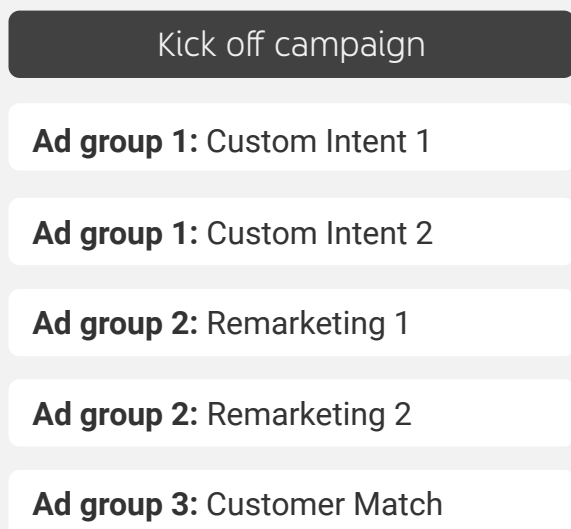 Kick off campaign
Ad group 1: Custom Intent 1
Ad group 1: Custom Intent 2
Ad group 2: Remarketing 1
Ad group 2: Remarketing 2
Ad group 3: Customer Match